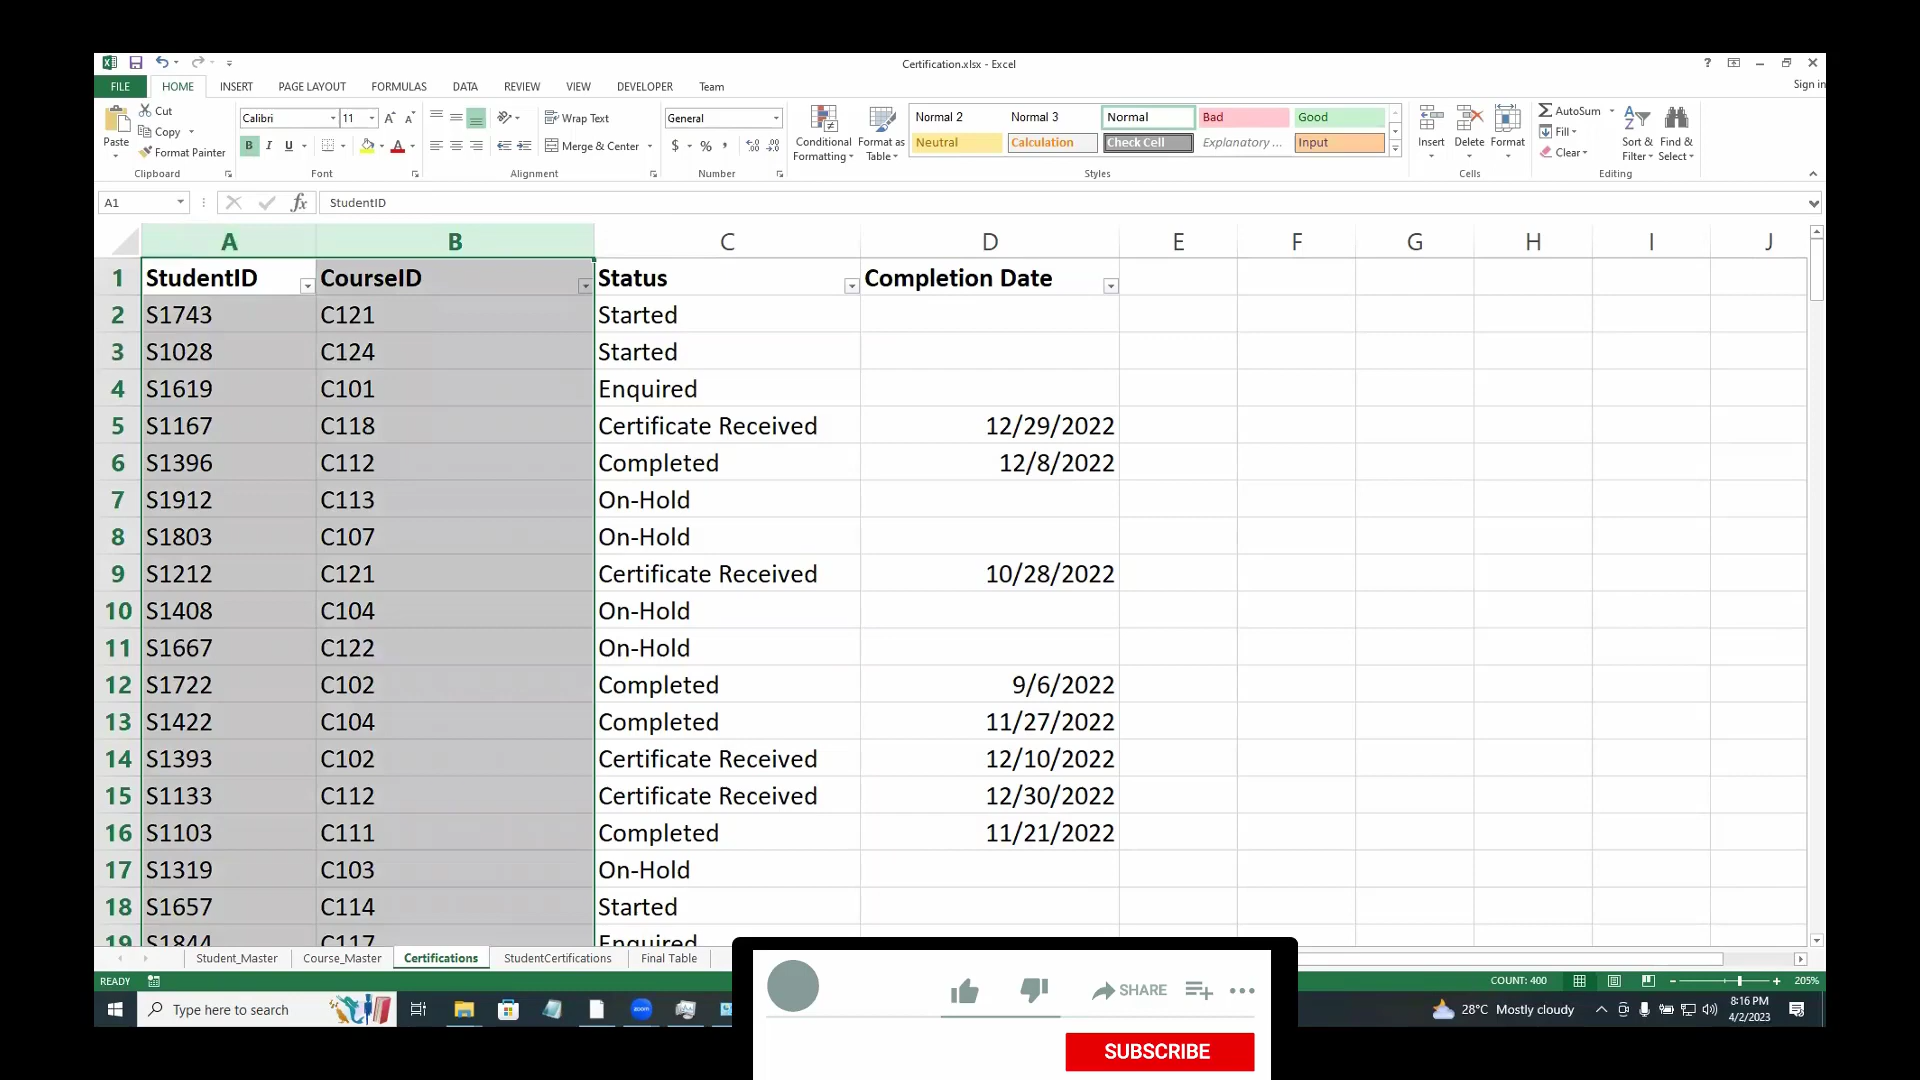 Certification.xlsx - Excel
?
FILE HOME INSERT PAGE LAYOUT FORMULAS DATA REVIEW VIEW DEVELOPER Team
Sign in
Paste
Cut
Copy
Format Painter
Clipboard
Calibri 11
B I U
Font
Wrap Text
Merge & Center
Alignment
General
$ % ,
Number
Conditional Formatting
Format as Table
Normal 2 Normal 3 Normal Bad Good
Neutral Calculation Check Cell Explanatory ... Input
Styles
Insert Delete Format
Cells
AutoSum
Fill
Clear
Sort & Filter
Find & Select
Editing
A1 fx StudentID
A B C D E F G H I J
1 StudentID CourseID Status Completion Date
2 S1743 C121 Started
3 S1028 C124 Started
4 S1619 C101 Enquired
5 S1167 C118 Certificate Received 12/29/2022
6 S1396 C112 Completed 12/8/2022
7 S1912 C113 On-Hold
8 S1803 C107 On-Hold
9 S1212 C121 Certificate Received 10/28/2022
10 S1408 C104 On-Hold
11 S1667 C122 On-Hold
12 S1722 C102 Completed 9/6/2022
13 S1422 C104 Completed 11/27/2022
14 S1393 C102 Certificate Received 12/10/2022
15 S1133 C112 Certificate Received 12/30/2022
16 S1103 C111 Completed 11/21/2022
17 S1319 C103 On-Hold
18 S1657 C114 Started
19 S1844 C117 Enquired
Student_Master Course_Master Certifications StudentCertifications Final Table
READY
COUNT: 400
205%
Type here to search
zoom
28°C Mostly cloudy
8:16 PM
4/2/2023
SHARE
SUBSCRIBE